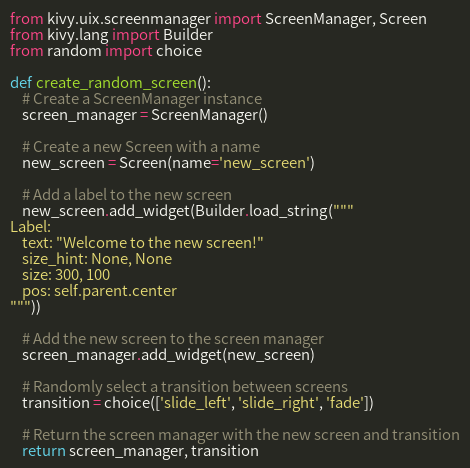 from kivy.uix.screenmanager import ScreenManager, Screen
from kivy.lang import Builder
from random import choice

def create_random_screen():
    # Create a ScreenManager instance
    screen_manager = ScreenManager()

    # Create a new Screen with a name
    new_screen = Screen(name='new_screen')

    # Add a label to the new screen
    new_screen.add_widget(Builder.load_string("""
Label:
    text: "Welcome to the new screen!"
    size_hint: None, None
    size: 300, 100
    pos: self.parent.center
"""))

    # Add the new screen to the screen manager
    screen_manager.add_widget(new_screen)

    # Randomly select a transition between screens
    transition = choice(['slide_left', 'slide_right', 'fade'])

    # Return the screen manager with the new screen and transition
    return screen_manager, transition